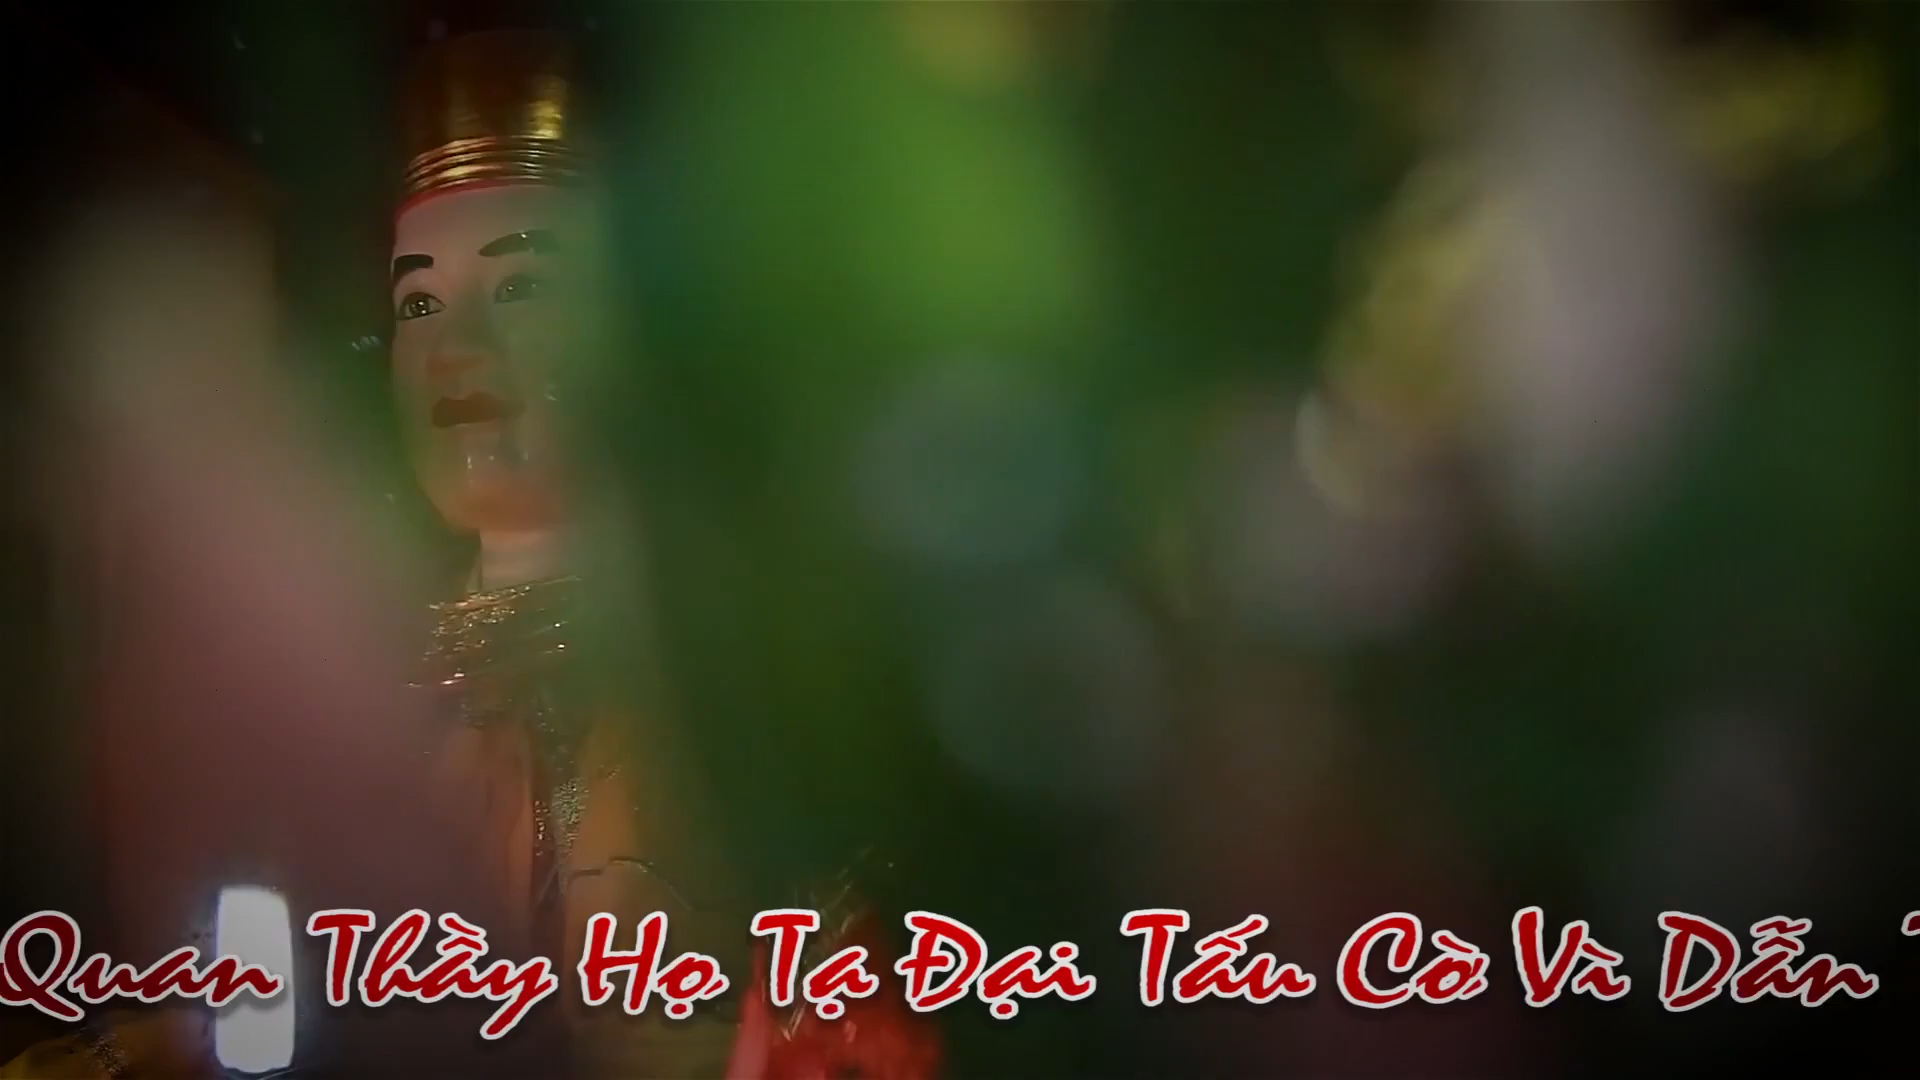 Quan Thầy Họ Tạ Đại Tấu Cờ Vì Dẫn